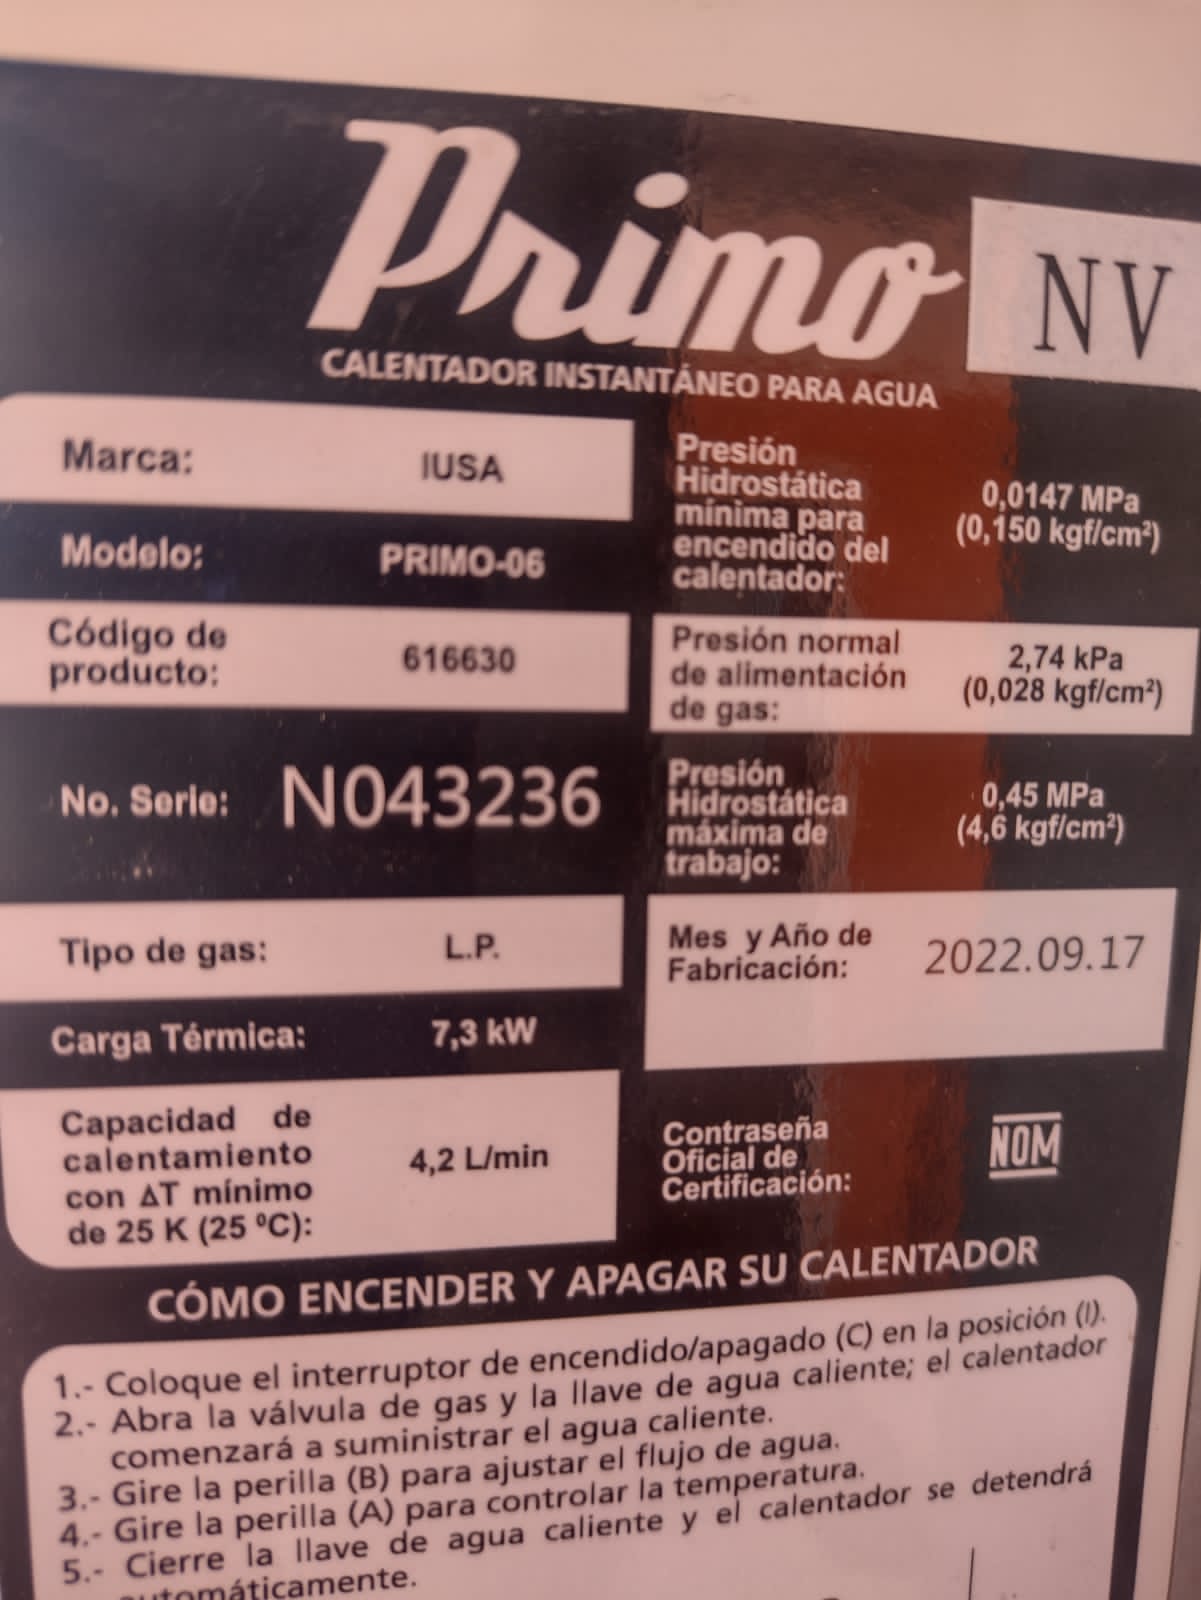 Primo
NV
CALENTADOR INSTANTÁNEO PARA AGUA
Marca: IUSA
Modelo: PRIMO-06
Código de
producto: 616630
No. Serie: N043236
Tipo de gas: L.P.
Carga Térmica: 7,3 kW
Capacidad de
calentamiento
con ΔT mínimo
de 25 K (25 ºC):
4,2 L/min
Presión
Hidrostática
mínima para
encendido del
calentador:
0,0147 MPa
(0,150 kgf/cm²)
Presión normal
de alimentación
de gas:
2,74 kPa
(0,028 kgf/cm²)
Presión
Hidrostática
máxima de
trabajo:
0,45 MPa
(4,6 kgf/cm²)
Mes y Año de
Fabricación:
2022.09.17
Contraseña
Oficial de
Certificación:
NOM
CÓMO ENCENDER Y APAGAR SU CALENTADOR
1.- Coloque el interruptor de encendido/apagado (C) en la posición (I).
2.- Abra la válvula de gas y la llave de agua caliente; el calentador
comenzará a suministrar el agua caliente.
3.- Gire la perilla (B) para ajustar el flujo de agua.
4.- Gire la perilla (A) para controlar la temperatura.
5.- Cierre la llave de agua caliente y el calentador se detendrá
automáticamente.